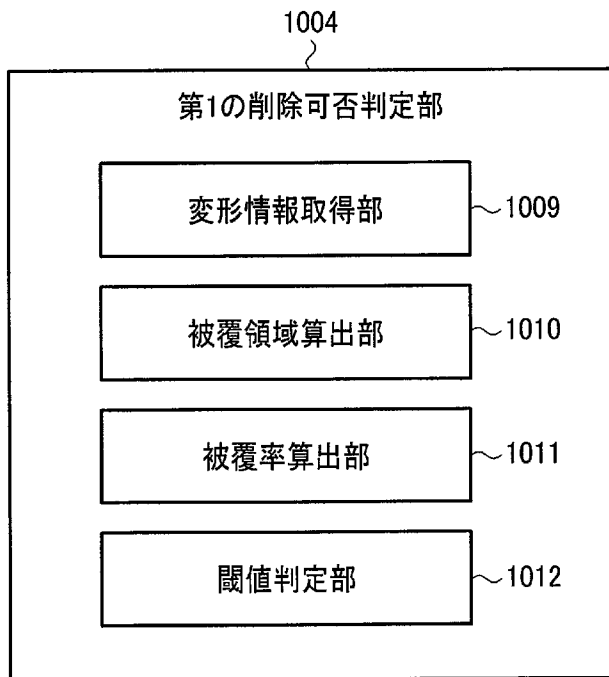 1004
第1の削除可否判定部
変形情報取得部
1009
被覆領域算出部
1010
被覆率算出部
1011
閾値判定部
1012